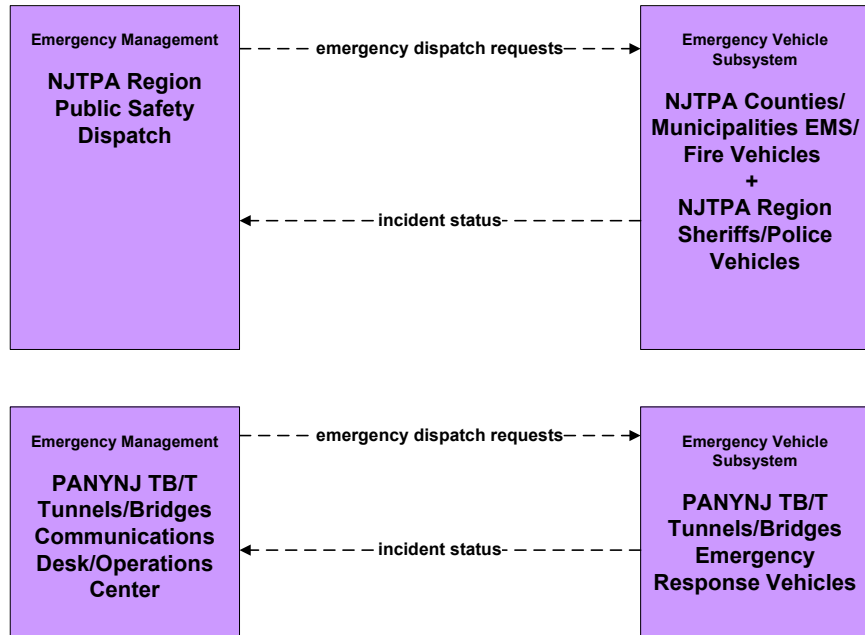 Emergency Management
NJTPA Region
Public Safety
Dispatch
emergency dispatch requests
incident status
Emergency Vehicle
Subsystem
NJTPA Counties/
Municipalities EMS/
Fire Vehicles
+
NJTPA Region
Sheriffs/Police
Vehicles
Emergency Management
PANYNJ TB/T
Tunnels/Bridges
Communications
Desk/Operations
Center
emergency dispatch requests
incident status
Emergency Vehicle
Subsystem
PANYNJ TB/T
Tunnels/Bridges
Emergency
Response Vehicles